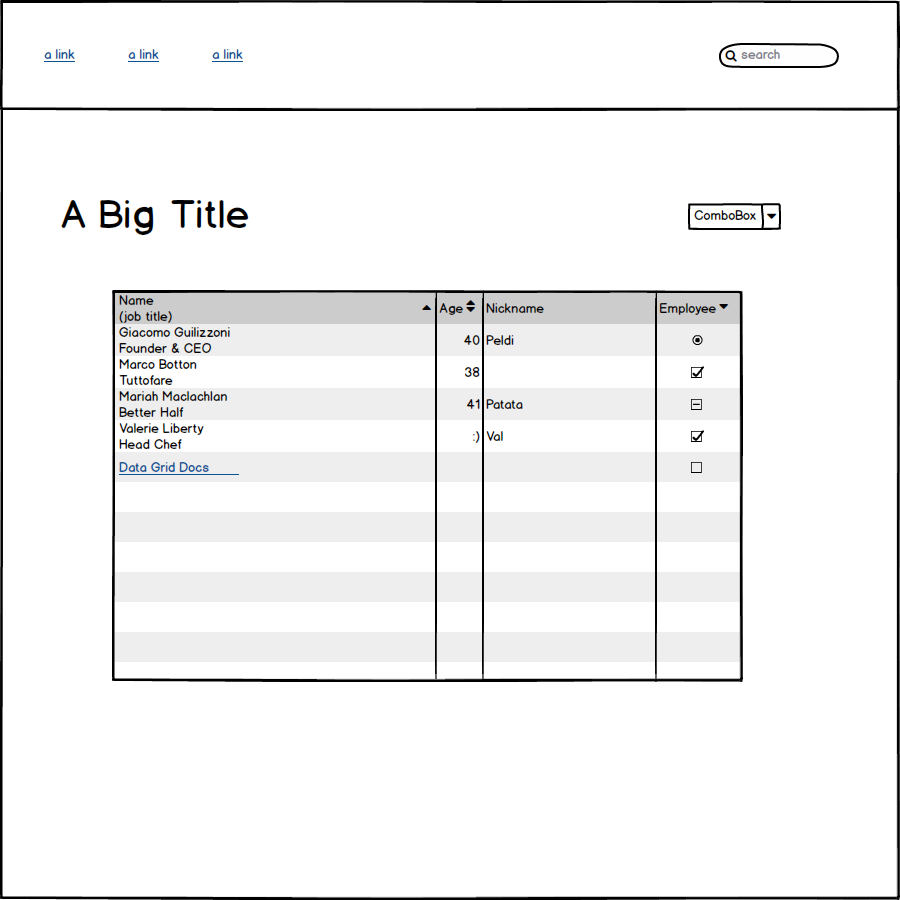 a link
a link
a link
search
A Big Title
ComboBox
Name
(job title)
Age
Nickname
Employee
Giacomo Guilizzoni
Founder & CEO
40
Peldi
Marco Botton
Tuttofare
38
Mariah Maclachlan
Better Half
41
Patata
Valerie Liberty
Head Chef
:)
Val
Data Grid Docs